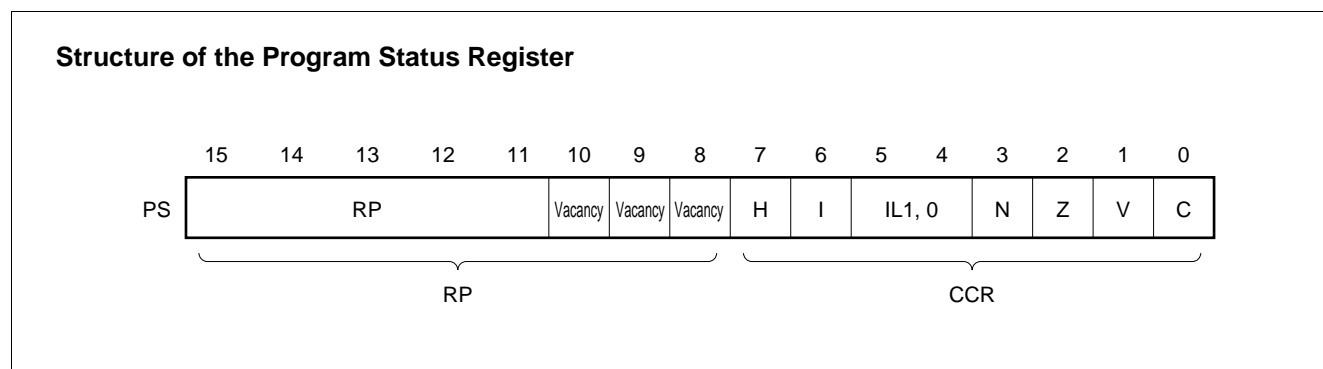 Structure of the Program Status Register
15 14 13 12 11 10 9 8 7 6 5 4 3 2 1 0
PS RP Vacancy Vacancy Vacancy H I IL1, 0 N Z V C
RP CCR